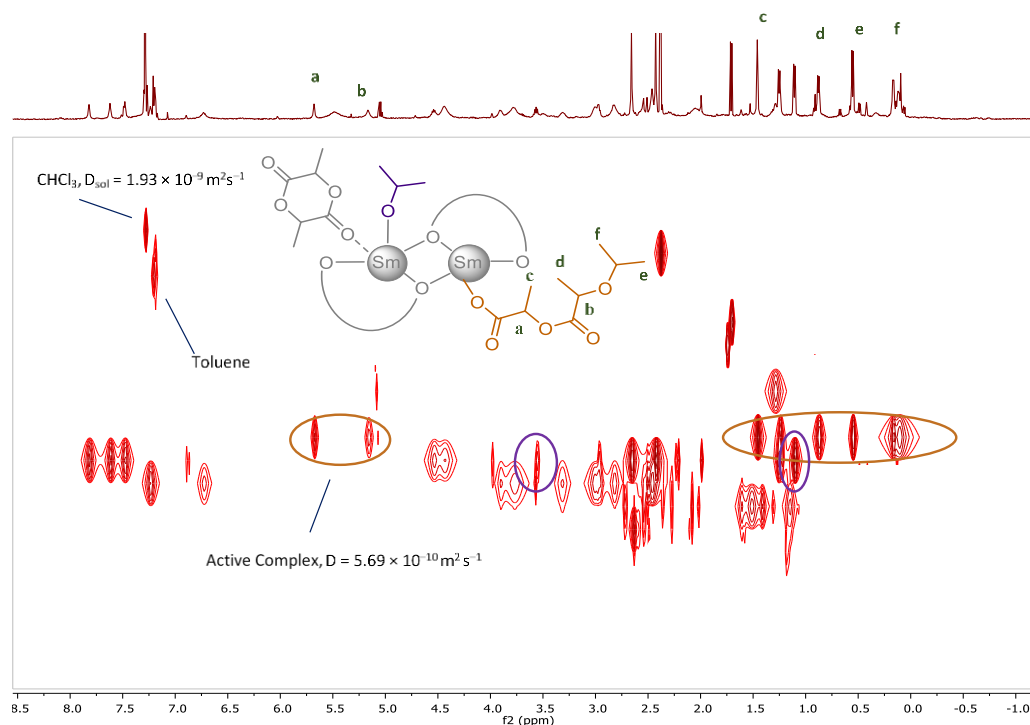 c
d
e
f
a
b
CHCl₃, D_sol = 1.93 × 10⁻⁹ m²s⁻¹
O
O
O
O
O
Sm
Sm
O
O
O
O
O
O
O
O
O
c
d
f
e
b
a
Toluene
Active Complex, D = 5.69 × 10⁻¹⁰ m² s⁻¹
8.5 8.0 7.5 7.0 6.5 6.0 5.5 5.0 4.5 4.0 3.5 3.0 2.5 2.0 1.5 1.0 0.5 0.0 -0.5 -1.0
f2 (ppm)